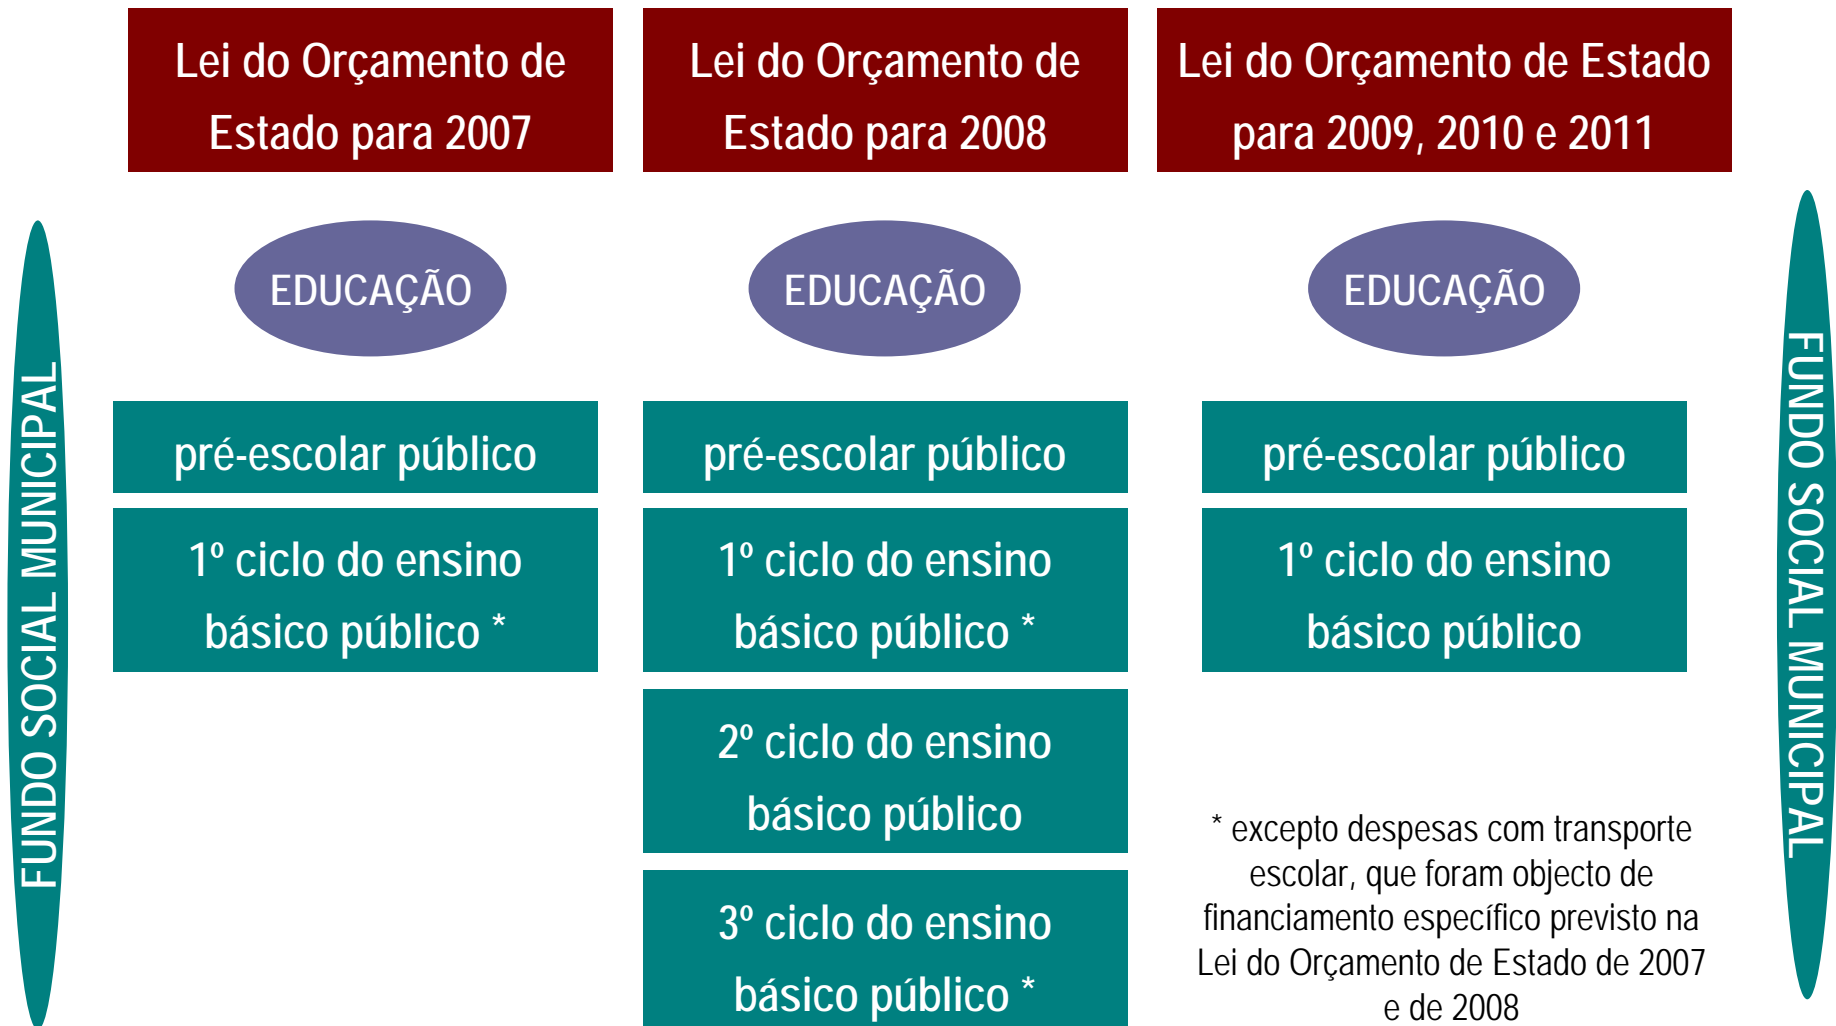 Lei do Orçamento de
Estado para 2007
Lei do Orçamento de
Estado para 2008
Lei do Orçamento de Estado
para 2009, 2010 e 2011
FUNDO SOCIAL MUNICIPAL
EDUCAÇÃO
EDUCAÇÃO
EDUCAÇÃO
FUNDO SOCIAL MUNICIPAL
pré-escolar público
pré-escolar público
pré-escolar público
1º ciclo do ensino
básico público *
1º ciclo do ensino
básico público *
1º ciclo do ensino
básico público
2º ciclo do ensino
básico público
3º ciclo do ensino
básico público *
* excepto despesas com transporte
escolar, que foram objecto de
financiamento específico previsto na
Lei do Orçamento de Estado de 2007
e de 2008